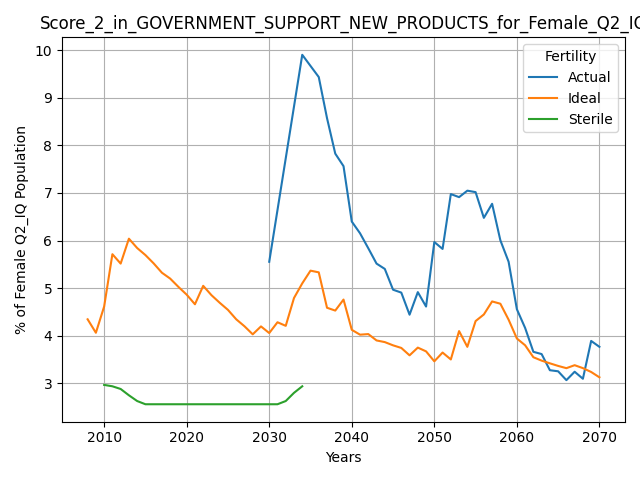 Score_2_in_GOVERNMENT_SUPPORT_NEW_PRODUCTS_for_Female_Q2_IQ
Fertility
Actual
Ideal
Sterile
% of Female Q2_IQ Population
10
9
8
7
6
5
4
3
2010 2020 2030 2040 2050 2060 2070
Years